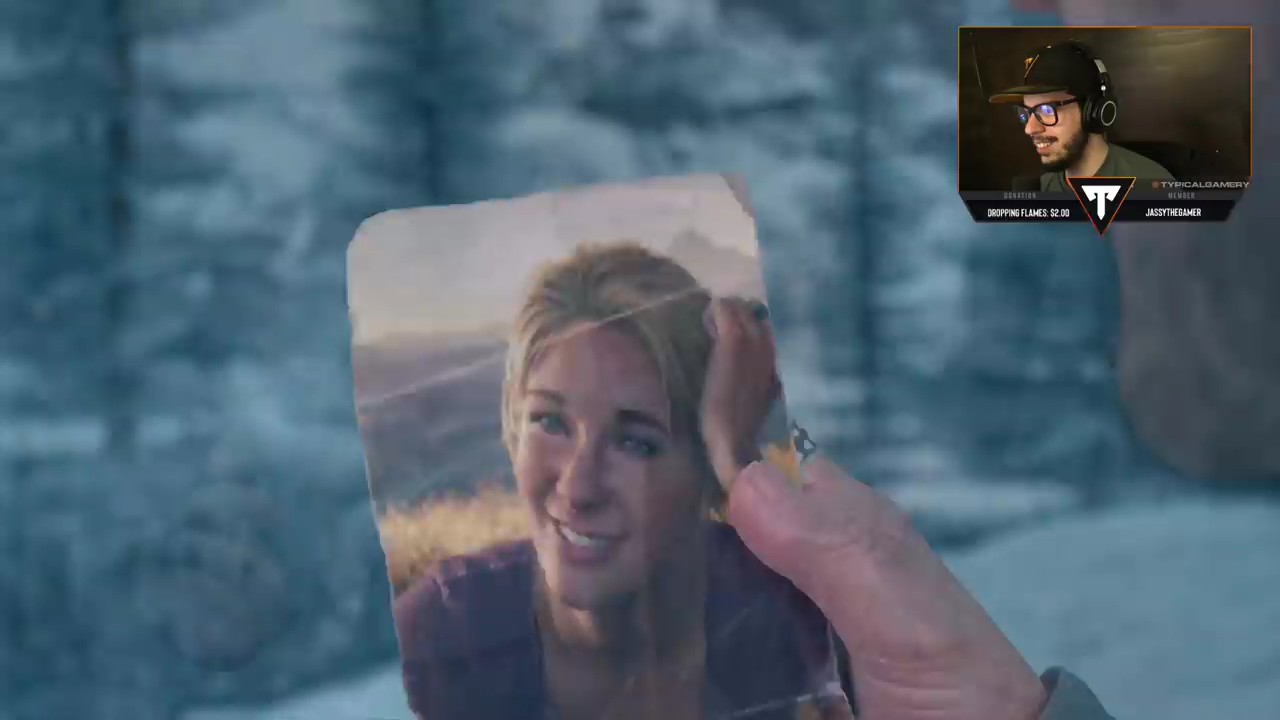 TYPICALGAMERY
DONATION
MEMBER
DROPPING FLAMES: $2.00
JASSYTHEGAMER